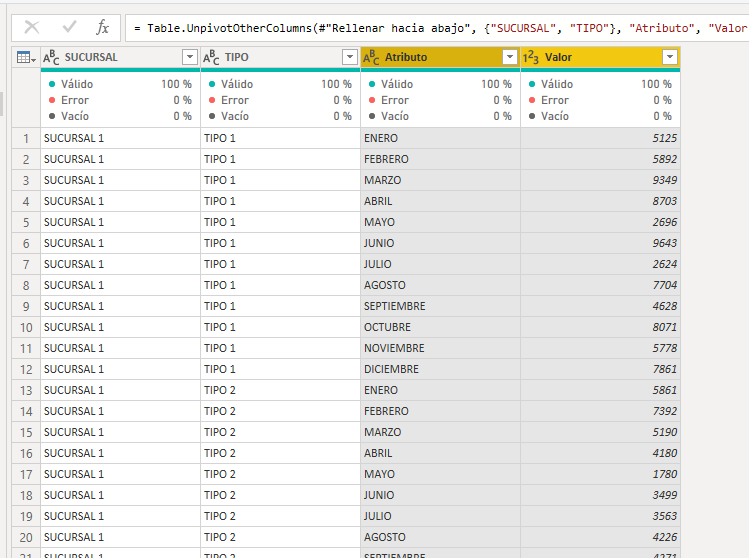 = Table.UnpivotOtherColumns(#"Rellenar hacia abajo", {"SUCURSAL", "TIPO"}, "Atributo", "Valor
SUCURSAL TIPO Atributo Valor
Válido 100 % Válido 100 % Válido 100 % Válido 100 %
Error 0 % Error 0 % Error 0 % Error 0 %
Vacío 0 % Vacío 0 % Vacío 0 % Vacío 0 %
1 SUCURSAL 1 TIPO 1 ENERO 5125
2 SUCURSAL 1 TIPO 1 FEBRERO 5892
3 SUCURSAL 1 TIPO 1 MARZO 9349
4 SUCURSAL 1 TIPO 1 ABRIL 8703
5 SUCURSAL 1 TIPO 1 MAYO 2696
6 SUCURSAL 1 TIPO 1 JUNIO 9643
7 SUCURSAL 1 TIPO 1 JULIO 2624
8 SUCURSAL 1 TIPO 1 AGOSTO 7704
9 SUCURSAL 1 TIPO 1 SEPTIEMBRE 4628
10 SUCURSAL 1 TIPO 1 OCTUBRE 8071
11 SUCURSAL 1 TIPO 1 NOVIEMBRE 5778
12 SUCURSAL 1 TIPO 1 DICIEMBRE 7861
13 SUCURSAL 1 TIPO 2 ENERO 5861
14 SUCURSAL 1 TIPO 2 FEBRERO 7392
15 SUCURSAL 1 TIPO 2 MARZO 5190
16 SUCURSAL 1 TIPO 2 ABRIL 4180
17 SUCURSAL 1 TIPO 2 MAYO 1780
18 SUCURSAL 1 TIPO 2 JUNIO 3499
19 SUCURSAL 1 TIPO 2 JULIO 3563
20 SUCURSAL 1 TIPO 2 AGOSTO 4226
21 SUCURSAL 1 TIPO 2 SEPTIEMBRE 4271